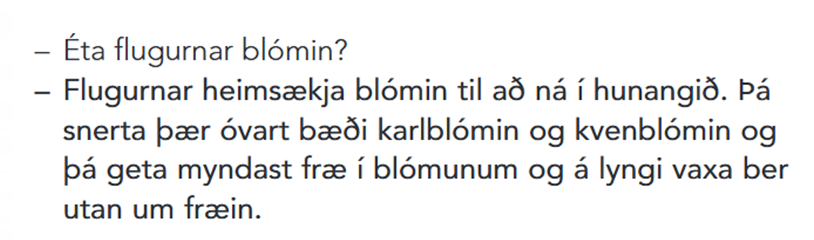 – Éta flugurnar blómin?
– Flugurnar heimsækja blómin til að ná í hunangið. Þá
snerta þær óvart bæði karlblómin og kvenblómin og
þá geta myndast fræ í blómunum og á lyngi vaxa ber
utan um fræin.